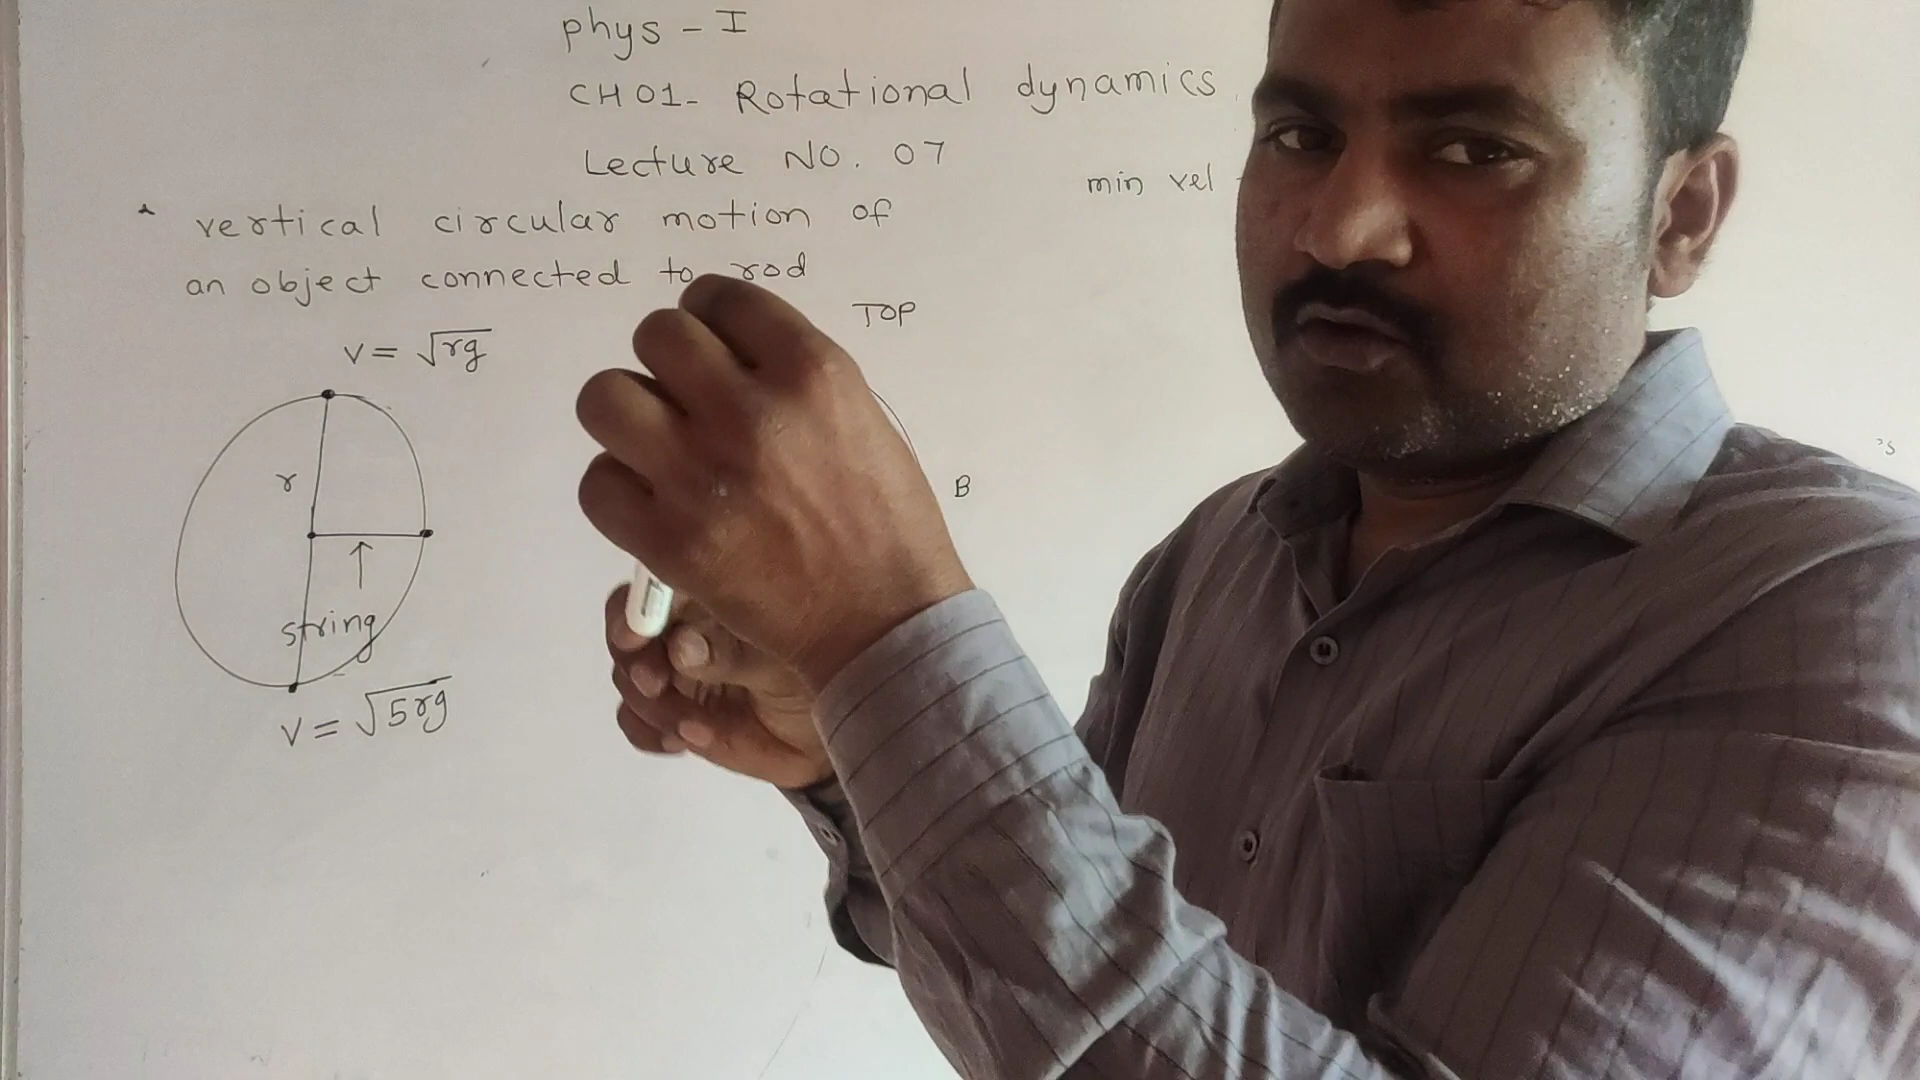 phys - I
CH01- Rotational dynamics
Lecture NO. 07
min vel
* vertical circular motion of
an object connected to rod
TOP
v = √rg
r
B
string
v = √5rg